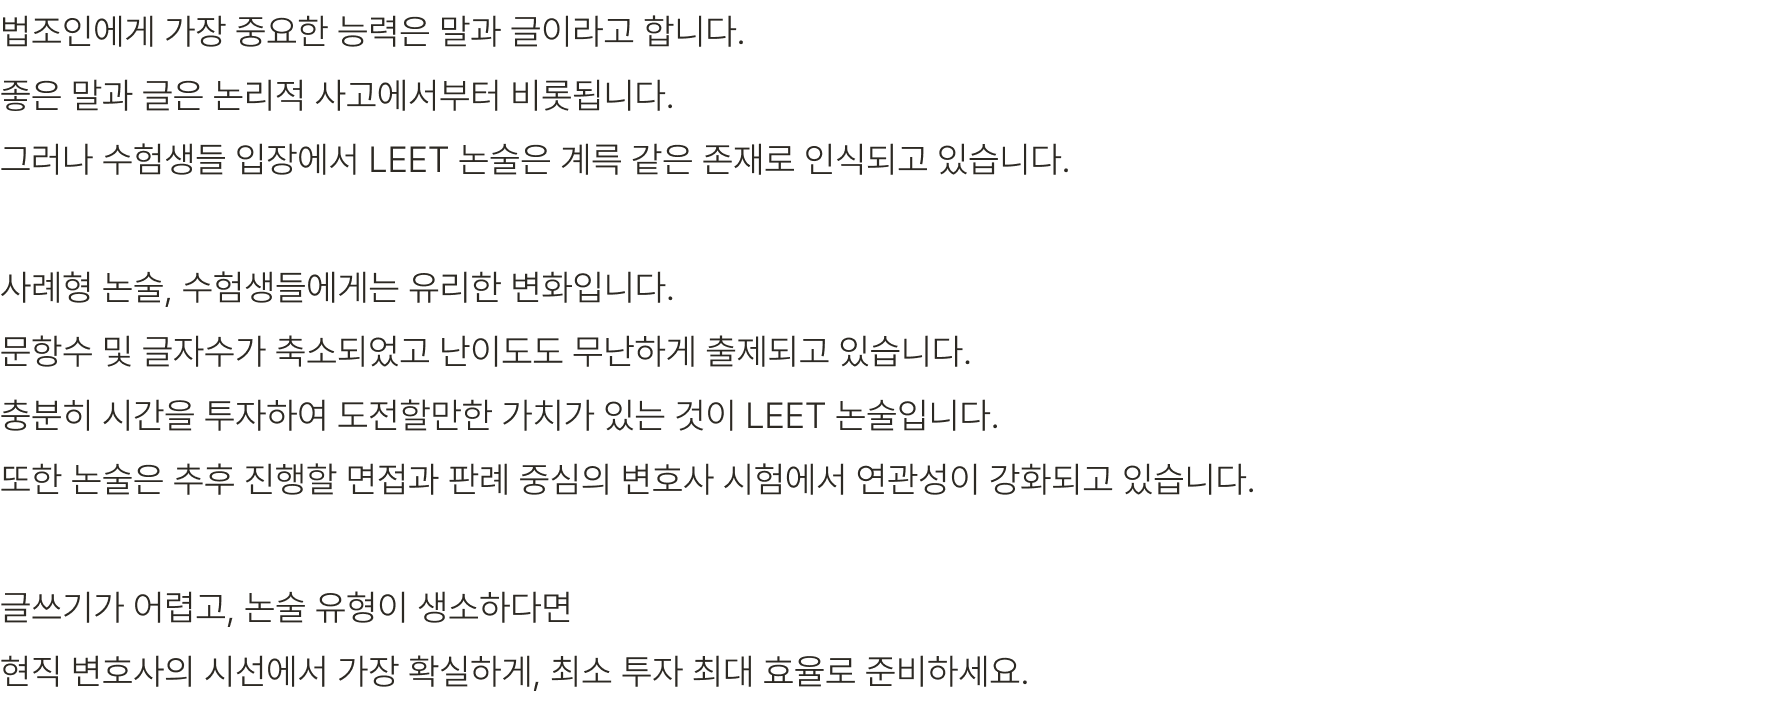 법조인에게 가장 중요한 능력은 말과 글이라고 합니다.
좋은 말과 글은 논리적 사고에서부터 비롯됩니다.
그러나 수험생들 입장에서 LEET 논술은 계륵 같은 존재로 인식되고 있습니다.
사례형 논술, 수험생들에게는 유리한 변화입니다.
문항수 및 글자수가 축소되었고 난이도도 무난하게 출제되고 있습니다.
충분히 시간을 투자하여 도전할만한 가치가 있는 것이 LEET 논술입니다.
또한 논술은 추후 진행할 면접과 판례 중심의 변호사 시험에서 연관성이 강화되고 있습니다.
글쓰기가 어렵고, 논술 유형이 생소하다면
현직 변호사의 시선에서 가장 확실하게, 최소 투자 최대 효율로 준비하세요.